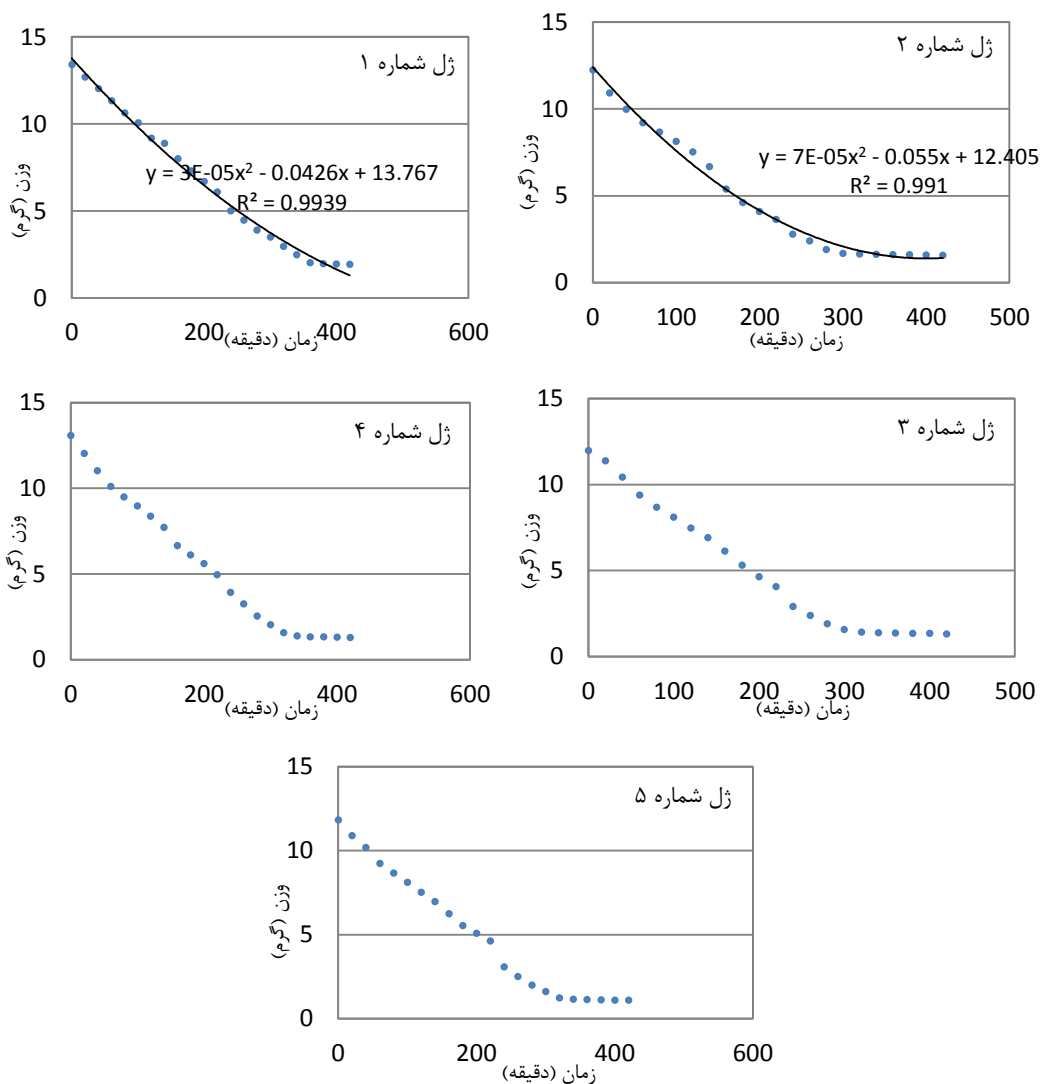 ژل شماره ۱
15
10
5
0
0 200 400 600
وزن (گرم)
زمان (دقیقه)
y = 3E-05x² - 0.0426x + 13.767
R² = 0.9939
ژل شماره ۲
15
10
5
0
0 100 200 300 400 500
وزن (گرم)
زمان (دقیقه)
y = 7E-05x² - 0.055x + 12.405
R² = 0.991
ژل شماره ۴
15
10
5
0
0 200 400 600
وزن (گرم)
زمان (دقیقه)
ژل شماره ۳
15
10
5
0
0 100 200 300 400 500
وزن (گرم)
زمان (دقیقه)
ژل شماره ۵
15
10
5
0
0 200 400 600
وزن (گرم)
زمان (دقیقه)